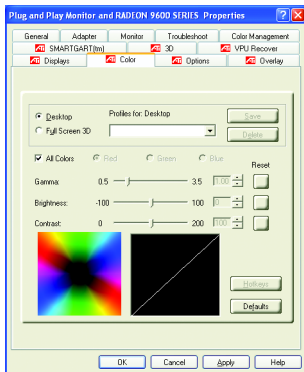 Plug and Play Monitor and RADEON 9600 SERIES Properties
General Adapter Monitor Troubleshoot Color Management
SMARTGART(tm) 3D VPU Recover
Displays Color Options Overlay
Desktop Profiles for: Desktop Save
Full Screen 3D Delete
All Colors Red Green Blue
Reset
Gamma: 0.5 3.5 1.00
Brightness: -100 100 0
Contrast: 0 200
Hotkeys
Defaults
OK Cancel Apply Help